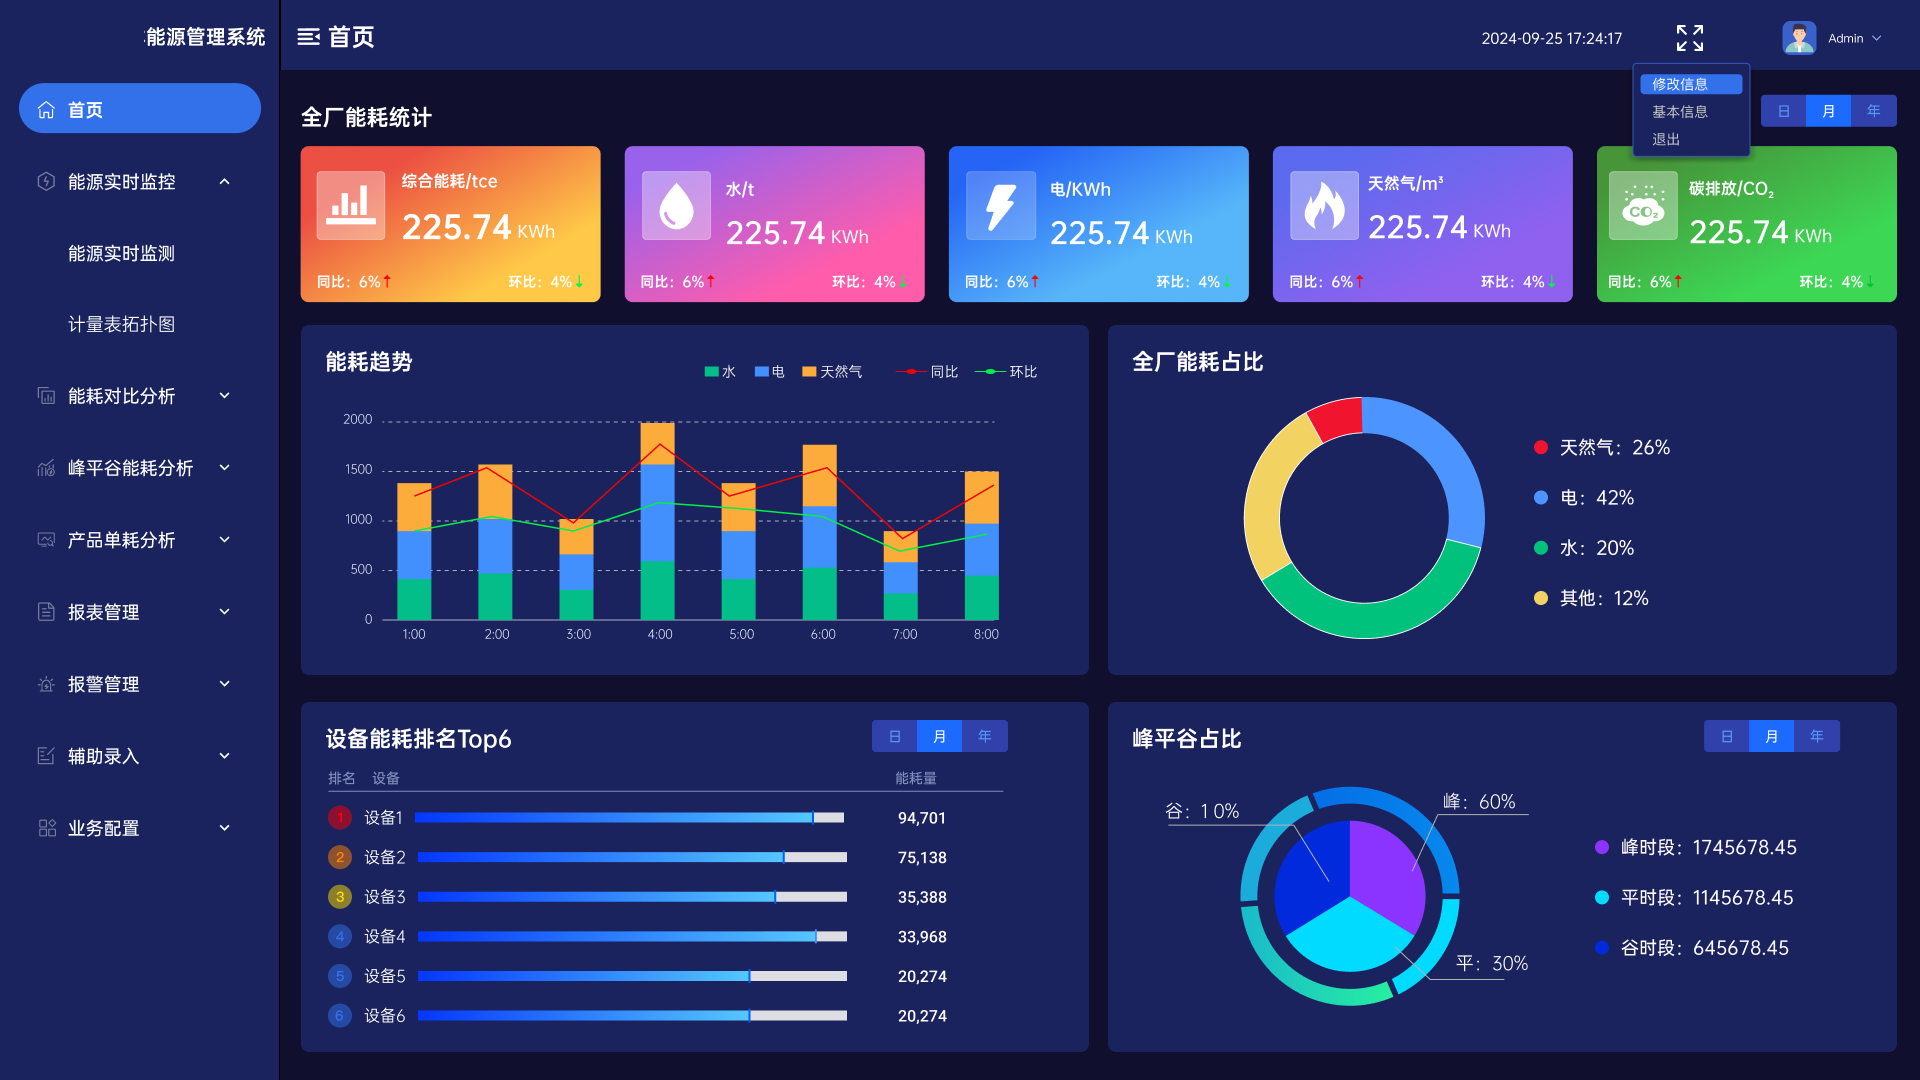 能源管理系统
首页
2024-09-25 17:24:17
Admin
修改信息
基本信息
退出
首页
能源实时监控
能源实时监测
计量表拓扑图
能耗对比分析
峰平谷能耗分析
产品单耗分析
报表管理
报警管理
辅助录入
业务配置
全厂能耗统计
日 月 年
综合能耗/tce
225.74 KWh
同比：6% 环比：4%
水/t
225.74 KWh
同比：6% 环比：4%
电/KWh
225.74 KWh
同比：6% 环比：4%
天然气/m³
225.74 KWh
同比：6% 环比：4%
CO₂
碳排放/CO₂
225.74 KWh
同比：6% 环比：4%
能耗趋势
水 电 天然气 同比 环比
2000
1500
1000
500
0
1:00 2:00 3:00 4:00 5:00 6:00 7:00 8:00
全厂能耗占比
天然气：26%
电：42%
水：20%
其他：12%
设备能耗排名Top6
日 月 年
排名 设备 能耗量
1 设备1 94,701
2 设备2 75,138
3 设备3 35,388
4 设备4 33,968
5 设备5 20,274
6 设备6 20,274
峰平谷占比
日 月 年
谷：10%
峰：60%
平：30%
峰时段：1745678.45
平时段：1145678.45
谷时段：645678.45